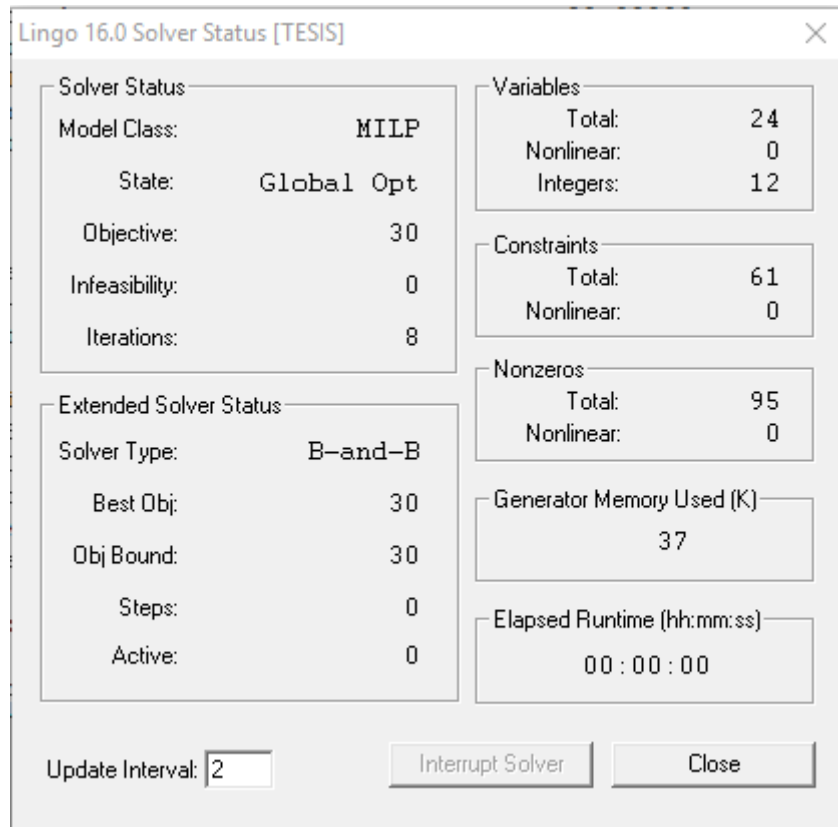 Lingo 16.0 Solver Status [TESIS]
Solver Status
Model Class: MILP
State: Global Opt
Objective: 30
Infeasibility: 0
Iterations: 8
Extended Solver Status
Solver Type: B-and-B
Best Obj: 30
Obj Bound: 30
Steps: 0
Active: 0
Variables
Total: 24
Nonlinear: 0
Integers: 12
Constraints
Total: 61
Nonlinear: 0
Nonzeros
Total: 95
Nonlinear: 0
Generator Memory Used (K)
37
Elapsed Runtime (hh:mm:ss)
00:00:00
Update Interval: 2
Interrupt Solver
Close